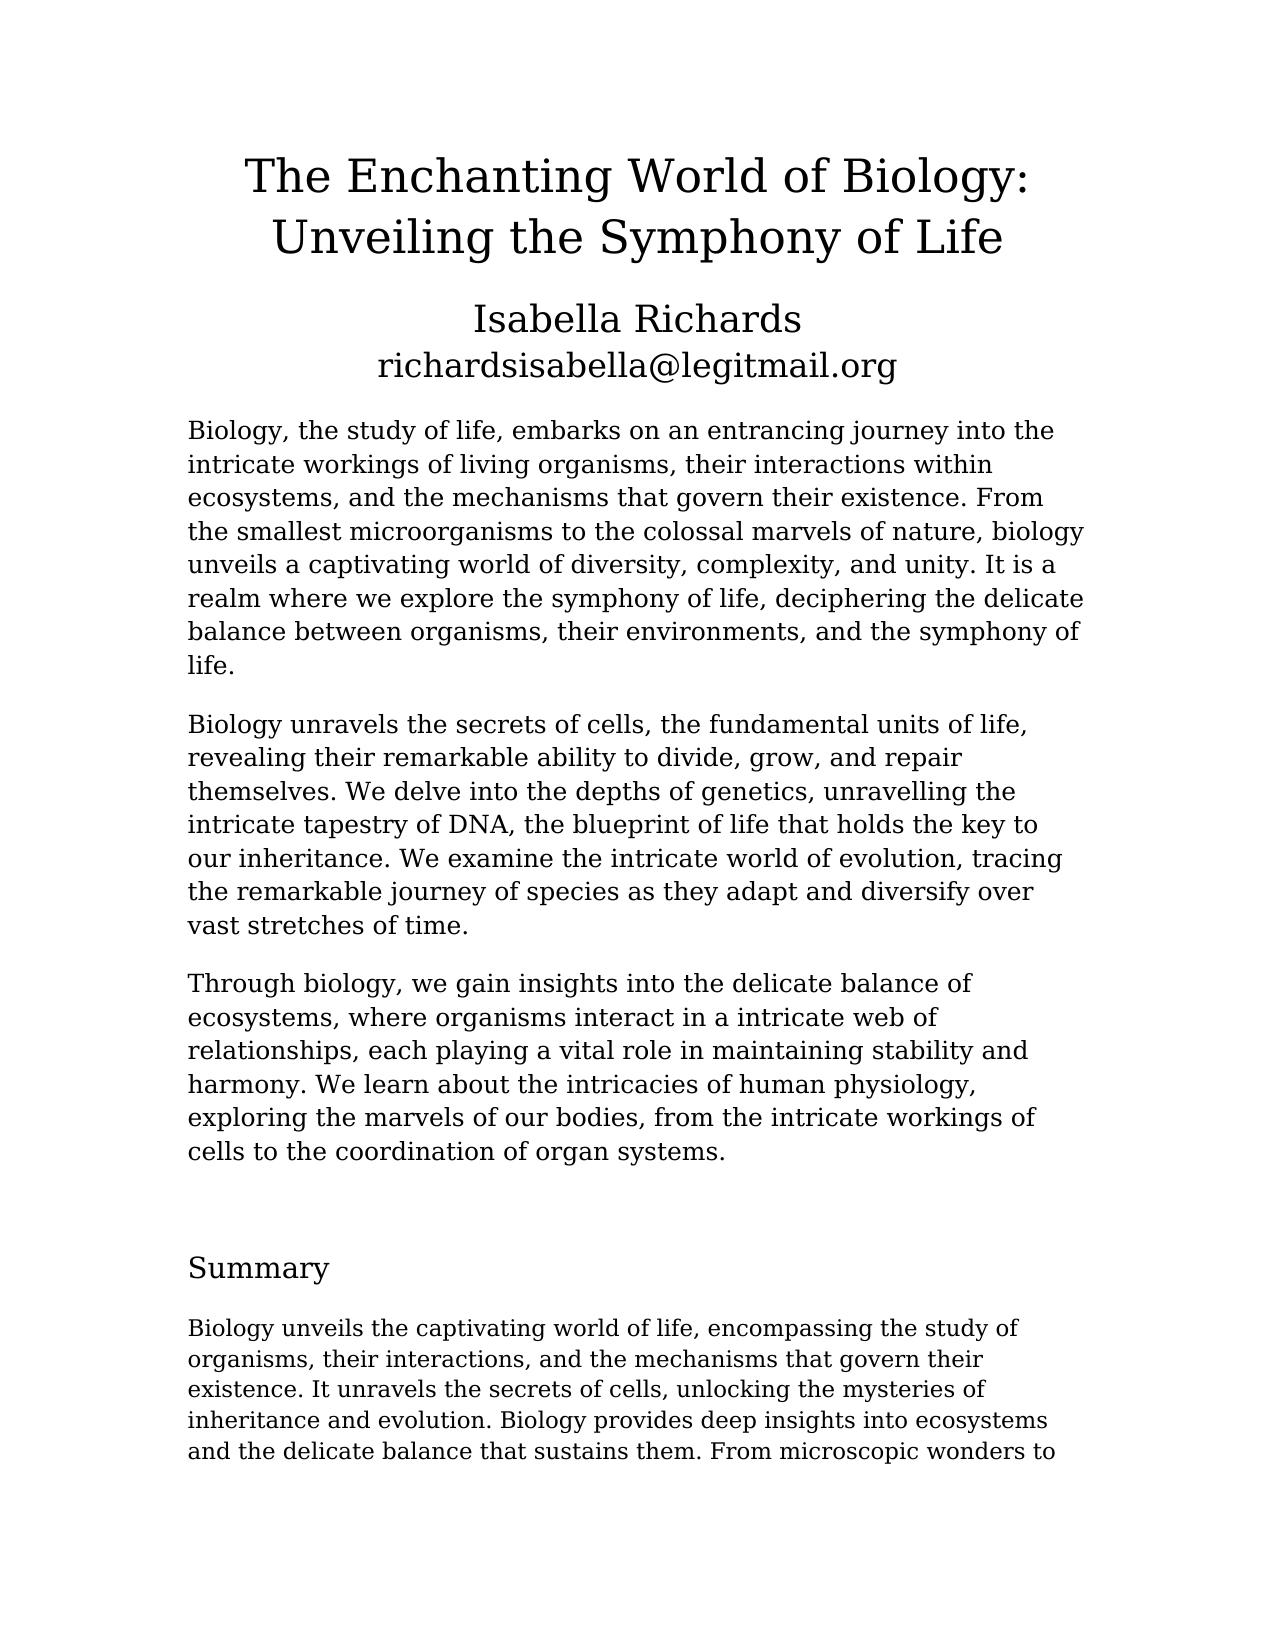 The Enchanting World of Biology:
Unveiling the Symphony of Life
Isabella Richards
richardsisabella@legitmail.org
Biology, the study of life, embarks on an entrancing journey into the
intricate workings of living organisms, their interactions within
ecosystems, and the mechanisms that govern their existence. From
the smallest microorganisms to the colossal marvels of nature, biology
unveils a captivating world of diversity, complexity, and unity. It is a
realm where we explore the symphony of life, deciphering the delicate
balance between organisms, their environments, and the symphony of
life.
Biology unravels the secrets of cells, the fundamental units of life,
revealing their remarkable ability to divide, grow, and repair
themselves. We delve into the depths of genetics, unravelling the
intricate tapestry of DNA, the blueprint of life that holds the key to
our inheritance. We examine the intricate world of evolution, tracing
the remarkable journey of species as they adapt and diversify over
vast stretches of time.
Through biology, we gain insights into the delicate balance of
ecosystems, where organisms interact in a intricate web of
relationships, each playing a vital role in maintaining stability and
harmony. We learn about the intricacies of human physiology,
exploring the marvels of our bodies, from the intricate workings of
cells to the coordination of organ systems.
Summary
Biology unveils the captivating world of life, encompassing the study of
organisms, their interactions, and the mechanisms that govern their
existence. It unravels the secrets of cells, unlocking the mysteries of
inheritance and evolution. Biology provides deep insights into ecosystems
and the delicate balance that sustains them. From microscopic wonders to